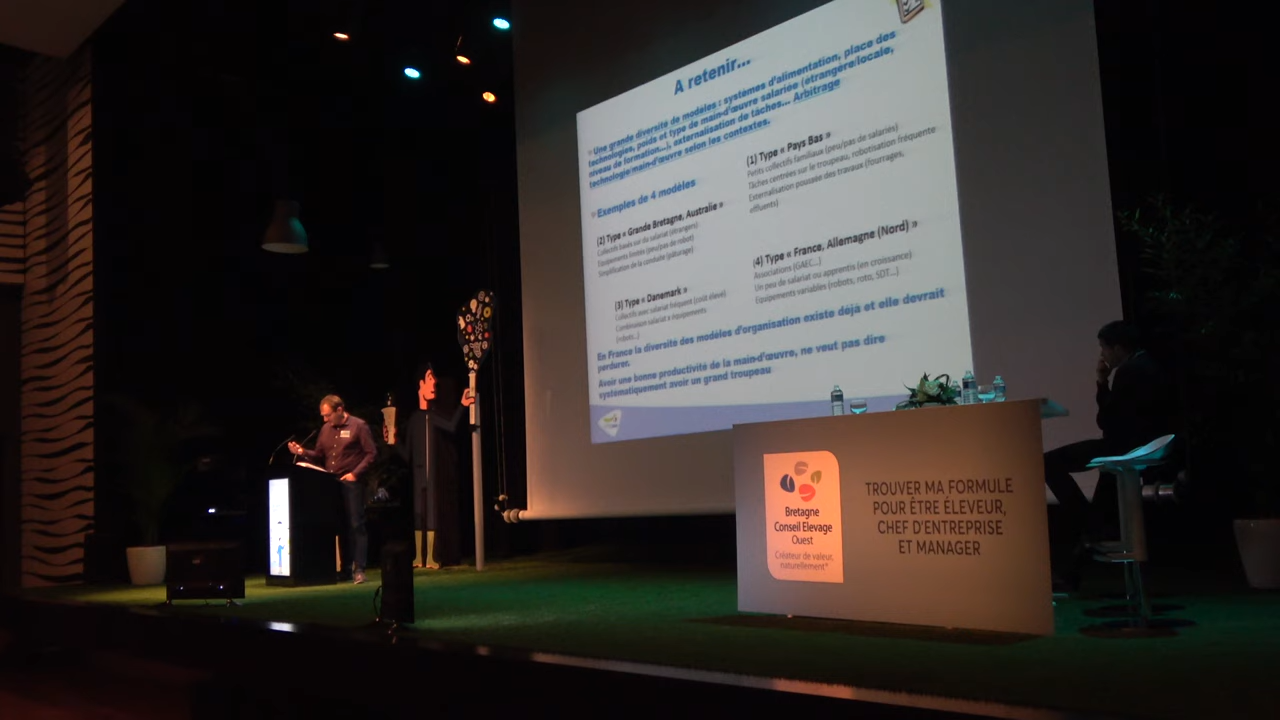 A retenir...
Une grande diversité de modèles : systèmes d'alimentation, place des
technologies, poids et type de main-d'œuvre salariée (étrangère/locale,
niveau de formation...), externalisation de tâches... Arbitrage
technologie/main-d'œuvre selon les contextes.
Exemples de 4 modèles
(1) Type « Pays Bas »
Petits collectifs familiaux (peu/pas de salariés)
Tâches centrées sur le troupeau, robotisation fréquente
Externalisation poussée des travaux (fourrages,
effluents)
(2) Type « Grande Bretagne, Australie »
Collectifs basés sur du salariat (étrangers)
Equipements limités (peu/pas de robot)
Simplification de la conduite (pâturage)
(3) Type « Danemark »
Collectifs avec salariat fréquent (coût élevé)
Combinaison salariat x équipements
(robots...)
(4) Type « France, Allemagne (Nord) »
Associations (GAEC...)
Un peu de salariat ou apprentis (en croissance)
Equipements variables (robots, roto, SDT...)
En France la diversité des modèles d'organisation existe déjà et elle devrait
perdurer.
Avoir une bonne productivité de la main-d'œuvre, ne veut pas dire
systématiquement avoir un grand troupeau
Bretagne
Conseil Elevage
Ouest
Créateur de valeur,
naturellement*
TROUVER MA FORMULE
POUR ÊTRE ÉLEVEUR,
CHEF D'ENTREPRISE
ET MANAGER